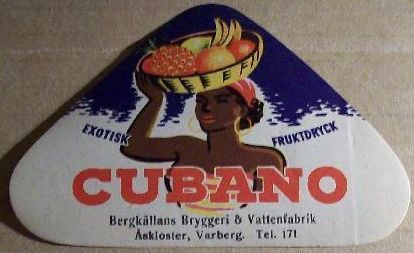 EXOTISK FRUKTDRYCK
CUBANO
Bergkällans Bryggeri & Vattenfabrik
Åskloster, Varberg. Tel. 171